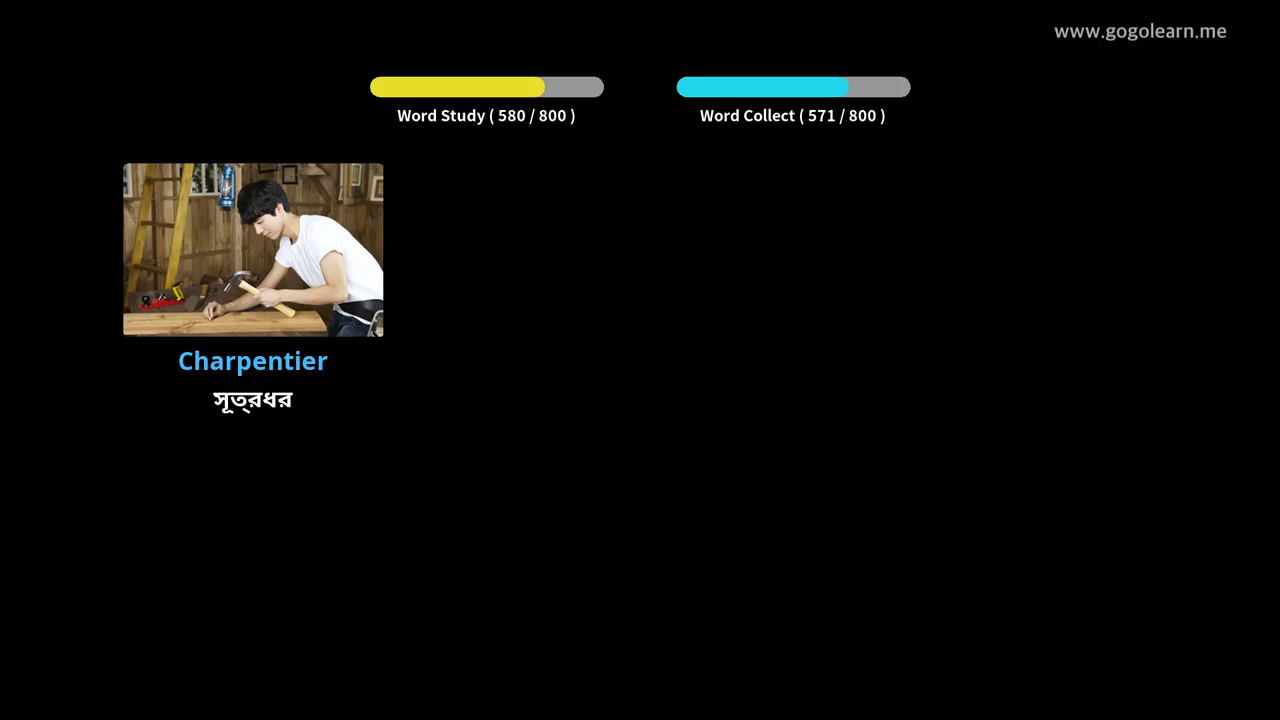 www.gogolearn.me
Word Study ( 580 / 800 )
Word Collect ( 571 / 800 )
Charpentier
সূত্রধর